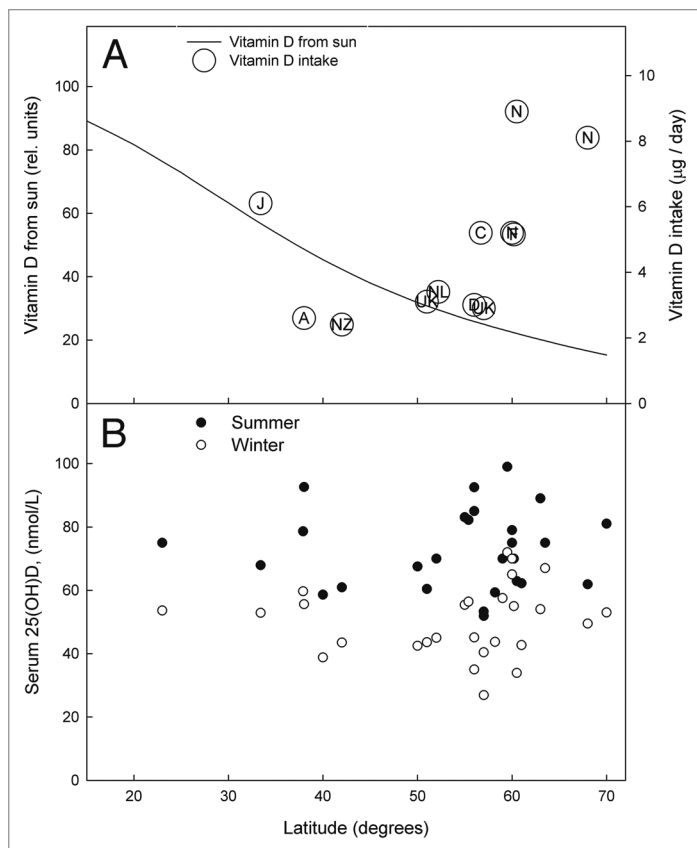 A
Vitamin D from sun
Vitamin D intake
Vitamin D from sun (rel. units)
Vitamin D intake (µg / day)
100
80
60
40
20
0
10
8
6
4
2
0
N
N
J
C
F
NL
UK
D
UK
A
NZ
B
Summer
Winter
Serum 25(OH)D, (nmol/L)
100
80
60
40
20
0
20
30
40
50
60
70
Latitude (degrees)